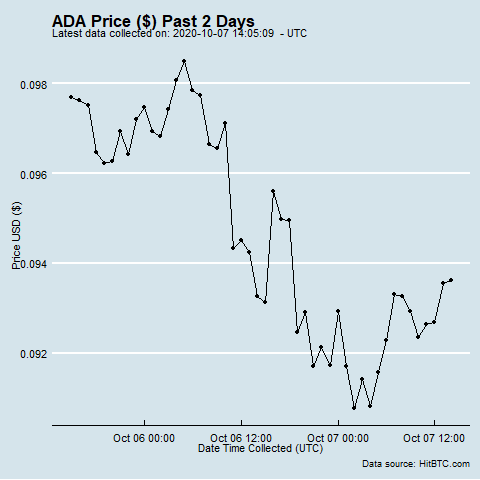 ADA Price ($) Past 2 Days
Latest data collected on: 2020-10-07 14:05:09  - UTC
0.098
0.096
0.094
0.092
Price USD ($)
Oct 06 00:00
Oct 06 12:00
Oct 07 00:00
Oct 07 12:00
Date Time Collected (UTC)
Data source: HitBTC.com